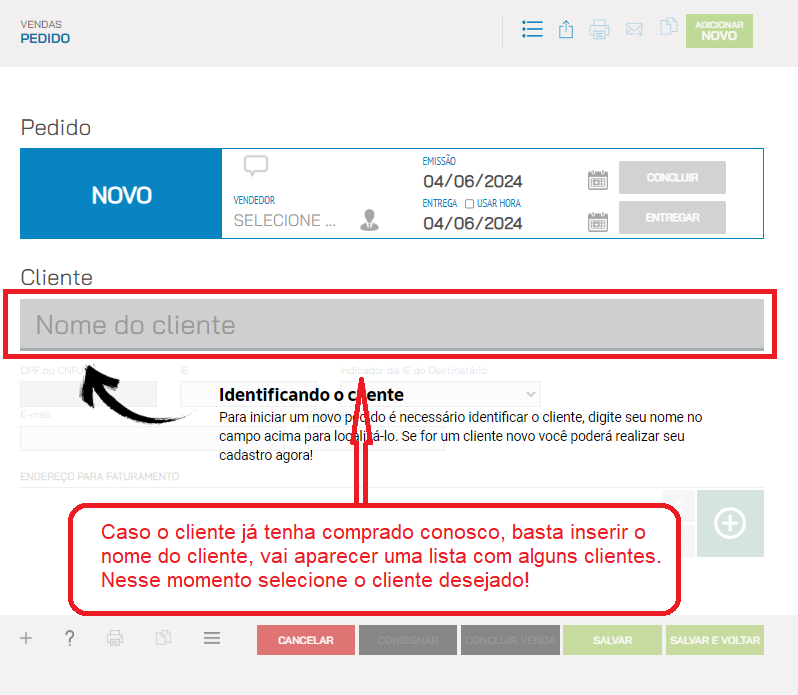 VENDAS
PEDIDO
ADICIONAR
NOVO
Pedido
NOVO
VENDEDOR
SELECIONE ...
EMISSÃO
04/06/2024
ENTREGA USAR HORA
04/06/2024
CONCLUIR
ENTREGAR
Cliente
Nome do cliente
CPF ou CNPJ IE Indicador da IE do Destinatário
Identificando o cliente
E-mail
Para iniciar um novo pedido é necessário identificar o cliente, digite seu nome no
campo acima para localizá-lo. Se for um cliente novo você poderá realizar seu
cadastro agora!
ENDEREÇO PARA FATURAMENTO
Caso o cliente já tenha comprado conosco, basta inserir o
nome do cliente, vai aparecer uma lista com alguns clientes.
Nesse momento selecione o cliente desejado!
CANCELAR CONSIGNAR CONCLUIR VENDA SALVAR SALVAR E VOLTAR